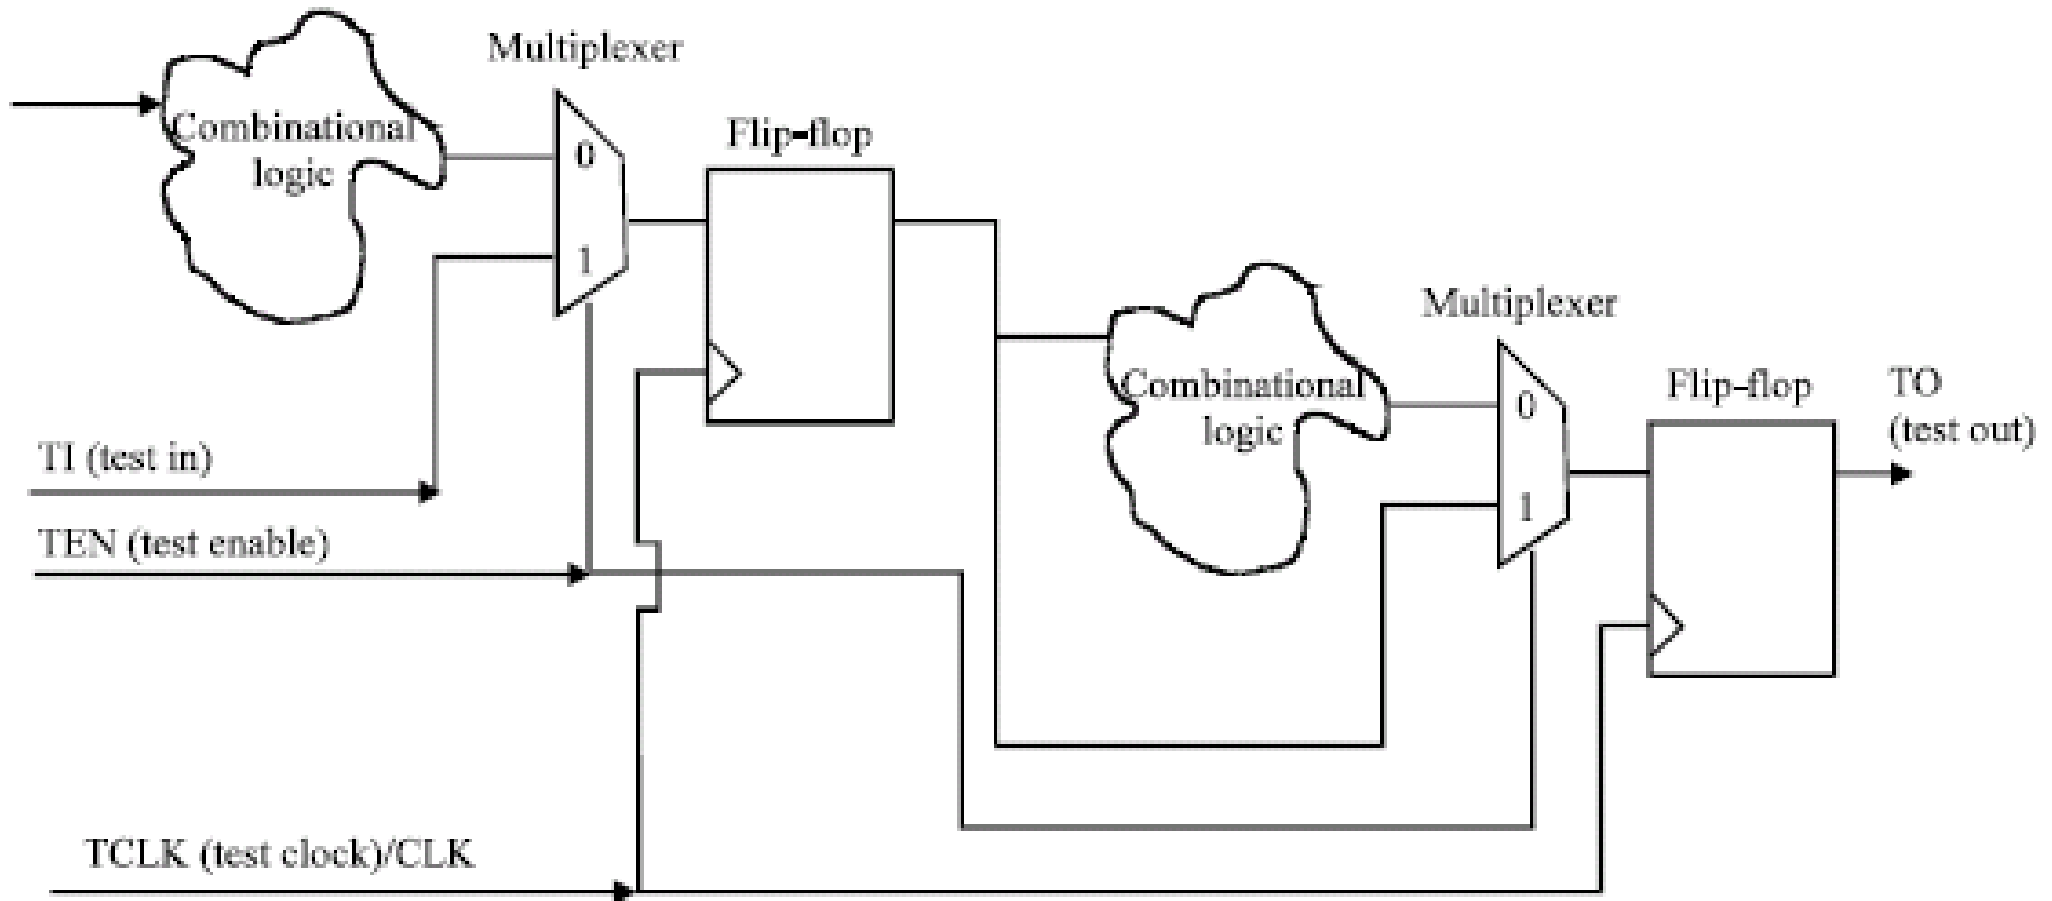 Multiplexer
Combinational
logic
0
1
Flip-flop
Multiplexer
Combinational
logic
0
1
Flip-flop
TO
(test out)
TI (test in)
TEN (test enable)
TCLK (test clock)/CLK